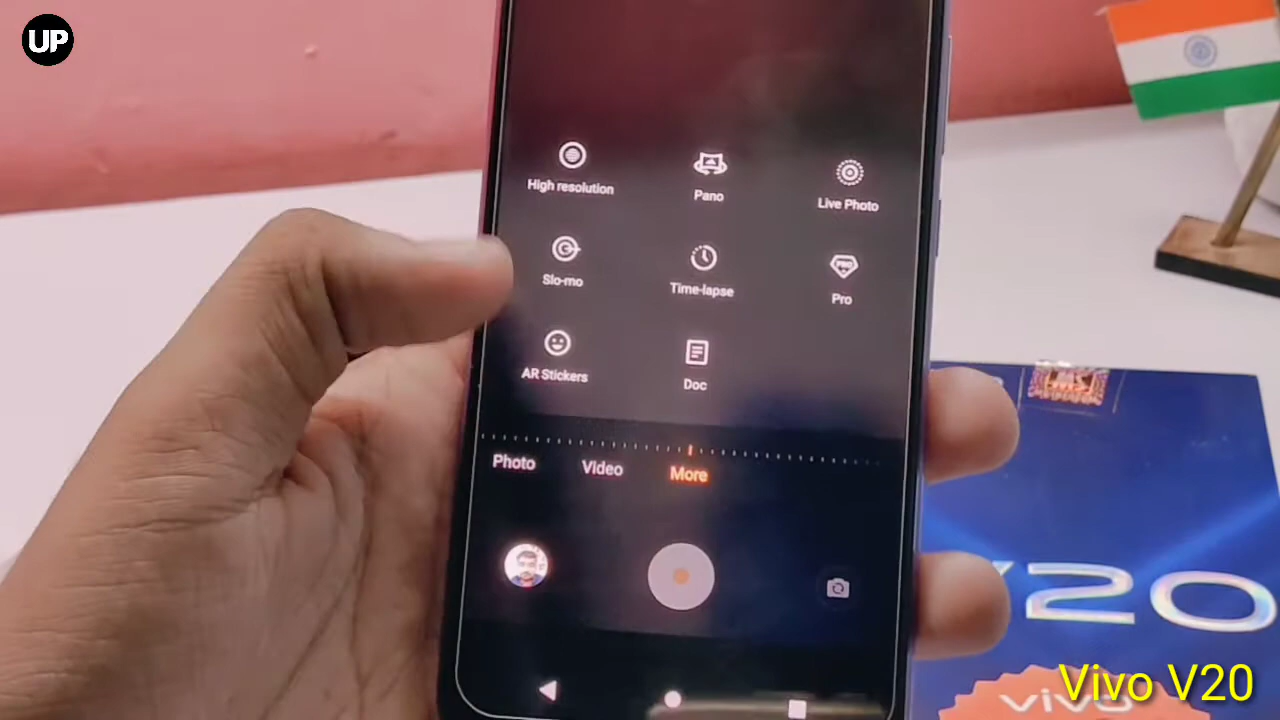 UP
High resolution
Pano
Live Photo
Slo-mo
Time-lapse
PRO
Pro
AR Stickers
Doc
Photo
Video
More
V20
vivo
Vivo V20